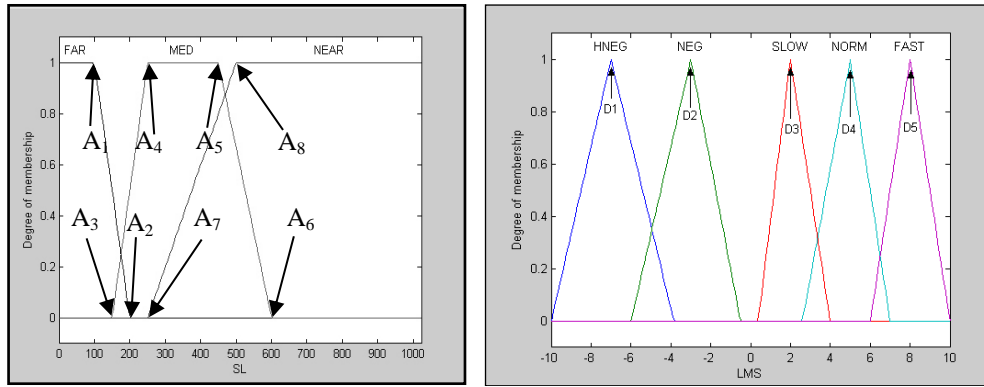 FAR MED NEAR
1
0.8
0.6
0.4
0.2
0
Degree of membership
A1 A4 A5 A8
A3 A2 A7 A6
0 100 200 300 400 500 600 700 800 900 1000
SL
HNEG NEG SLOW NORM FAST
1
0.8
0.6
0.4
0.2
0
Degree of membership
D1 D2 D3 D4 D5
-10 -8 -6 -4 -2 0 2 4 6 8 10
LMS